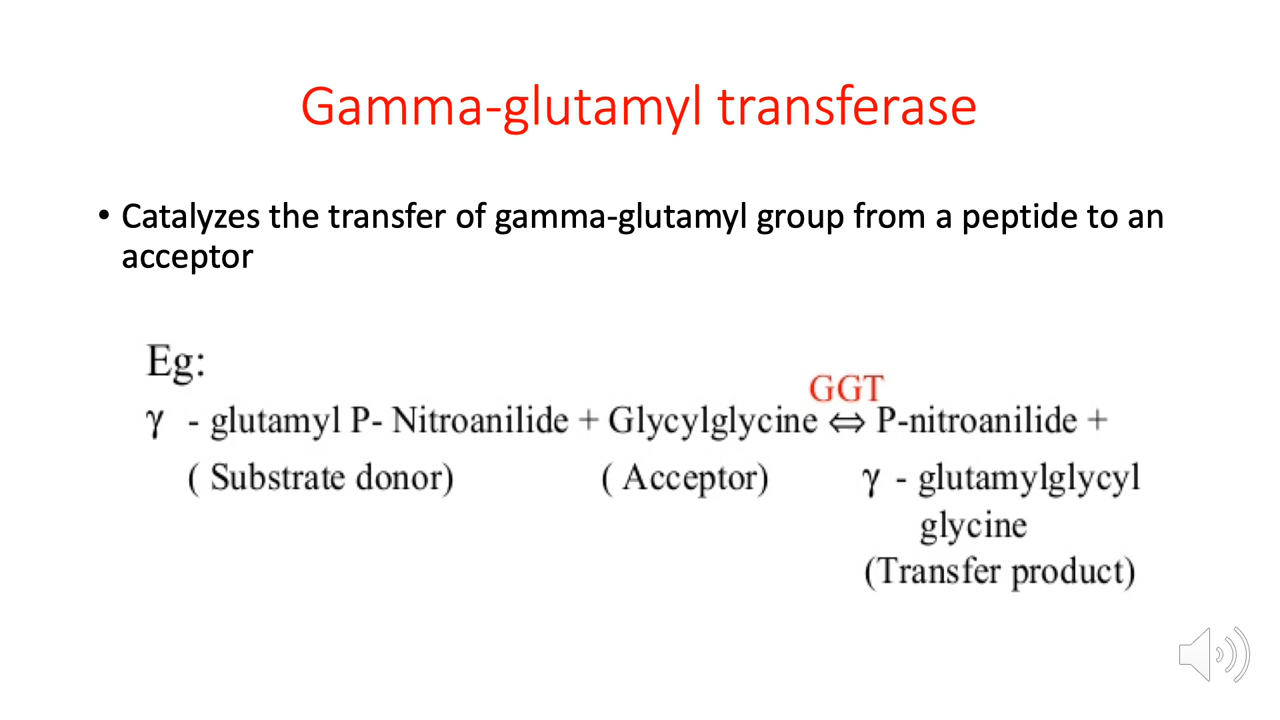 Gamma-glutamyl transferase
• Catalyzes the transfer of gamma-glutamyl group from a peptide to an
acceptor
Eg:
GGT
γ - glutamyl P- Nitroanilide + Glycylglycine ⇔ P-nitroanilide +
( Substrate donor) ( Acceptor) γ - glutamylglycyl
glycine
(Transfer product)